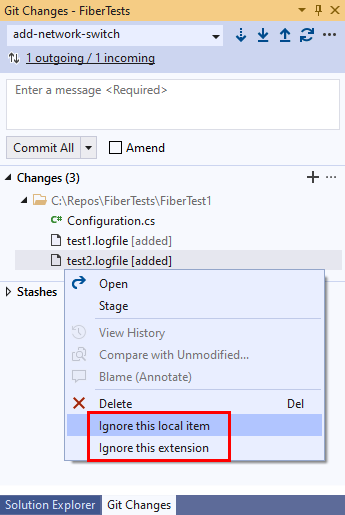 Git Changes - FiberTests
add-network-switch
1 outgoing / 1 incoming
Enter a message <Required>
Commit All
Amend
Changes (3)
C:\Repos\FiberTests\FiberTest1
Configuration.cs
test1.logfile [added]
test2.logfile [added]
Stashes
Open
Stage
View History
Compare with Unmodified...
Blame (Annotate)
Delete Del
Ignore this local item
Ignore this extension
Solution Explorer Git Changes